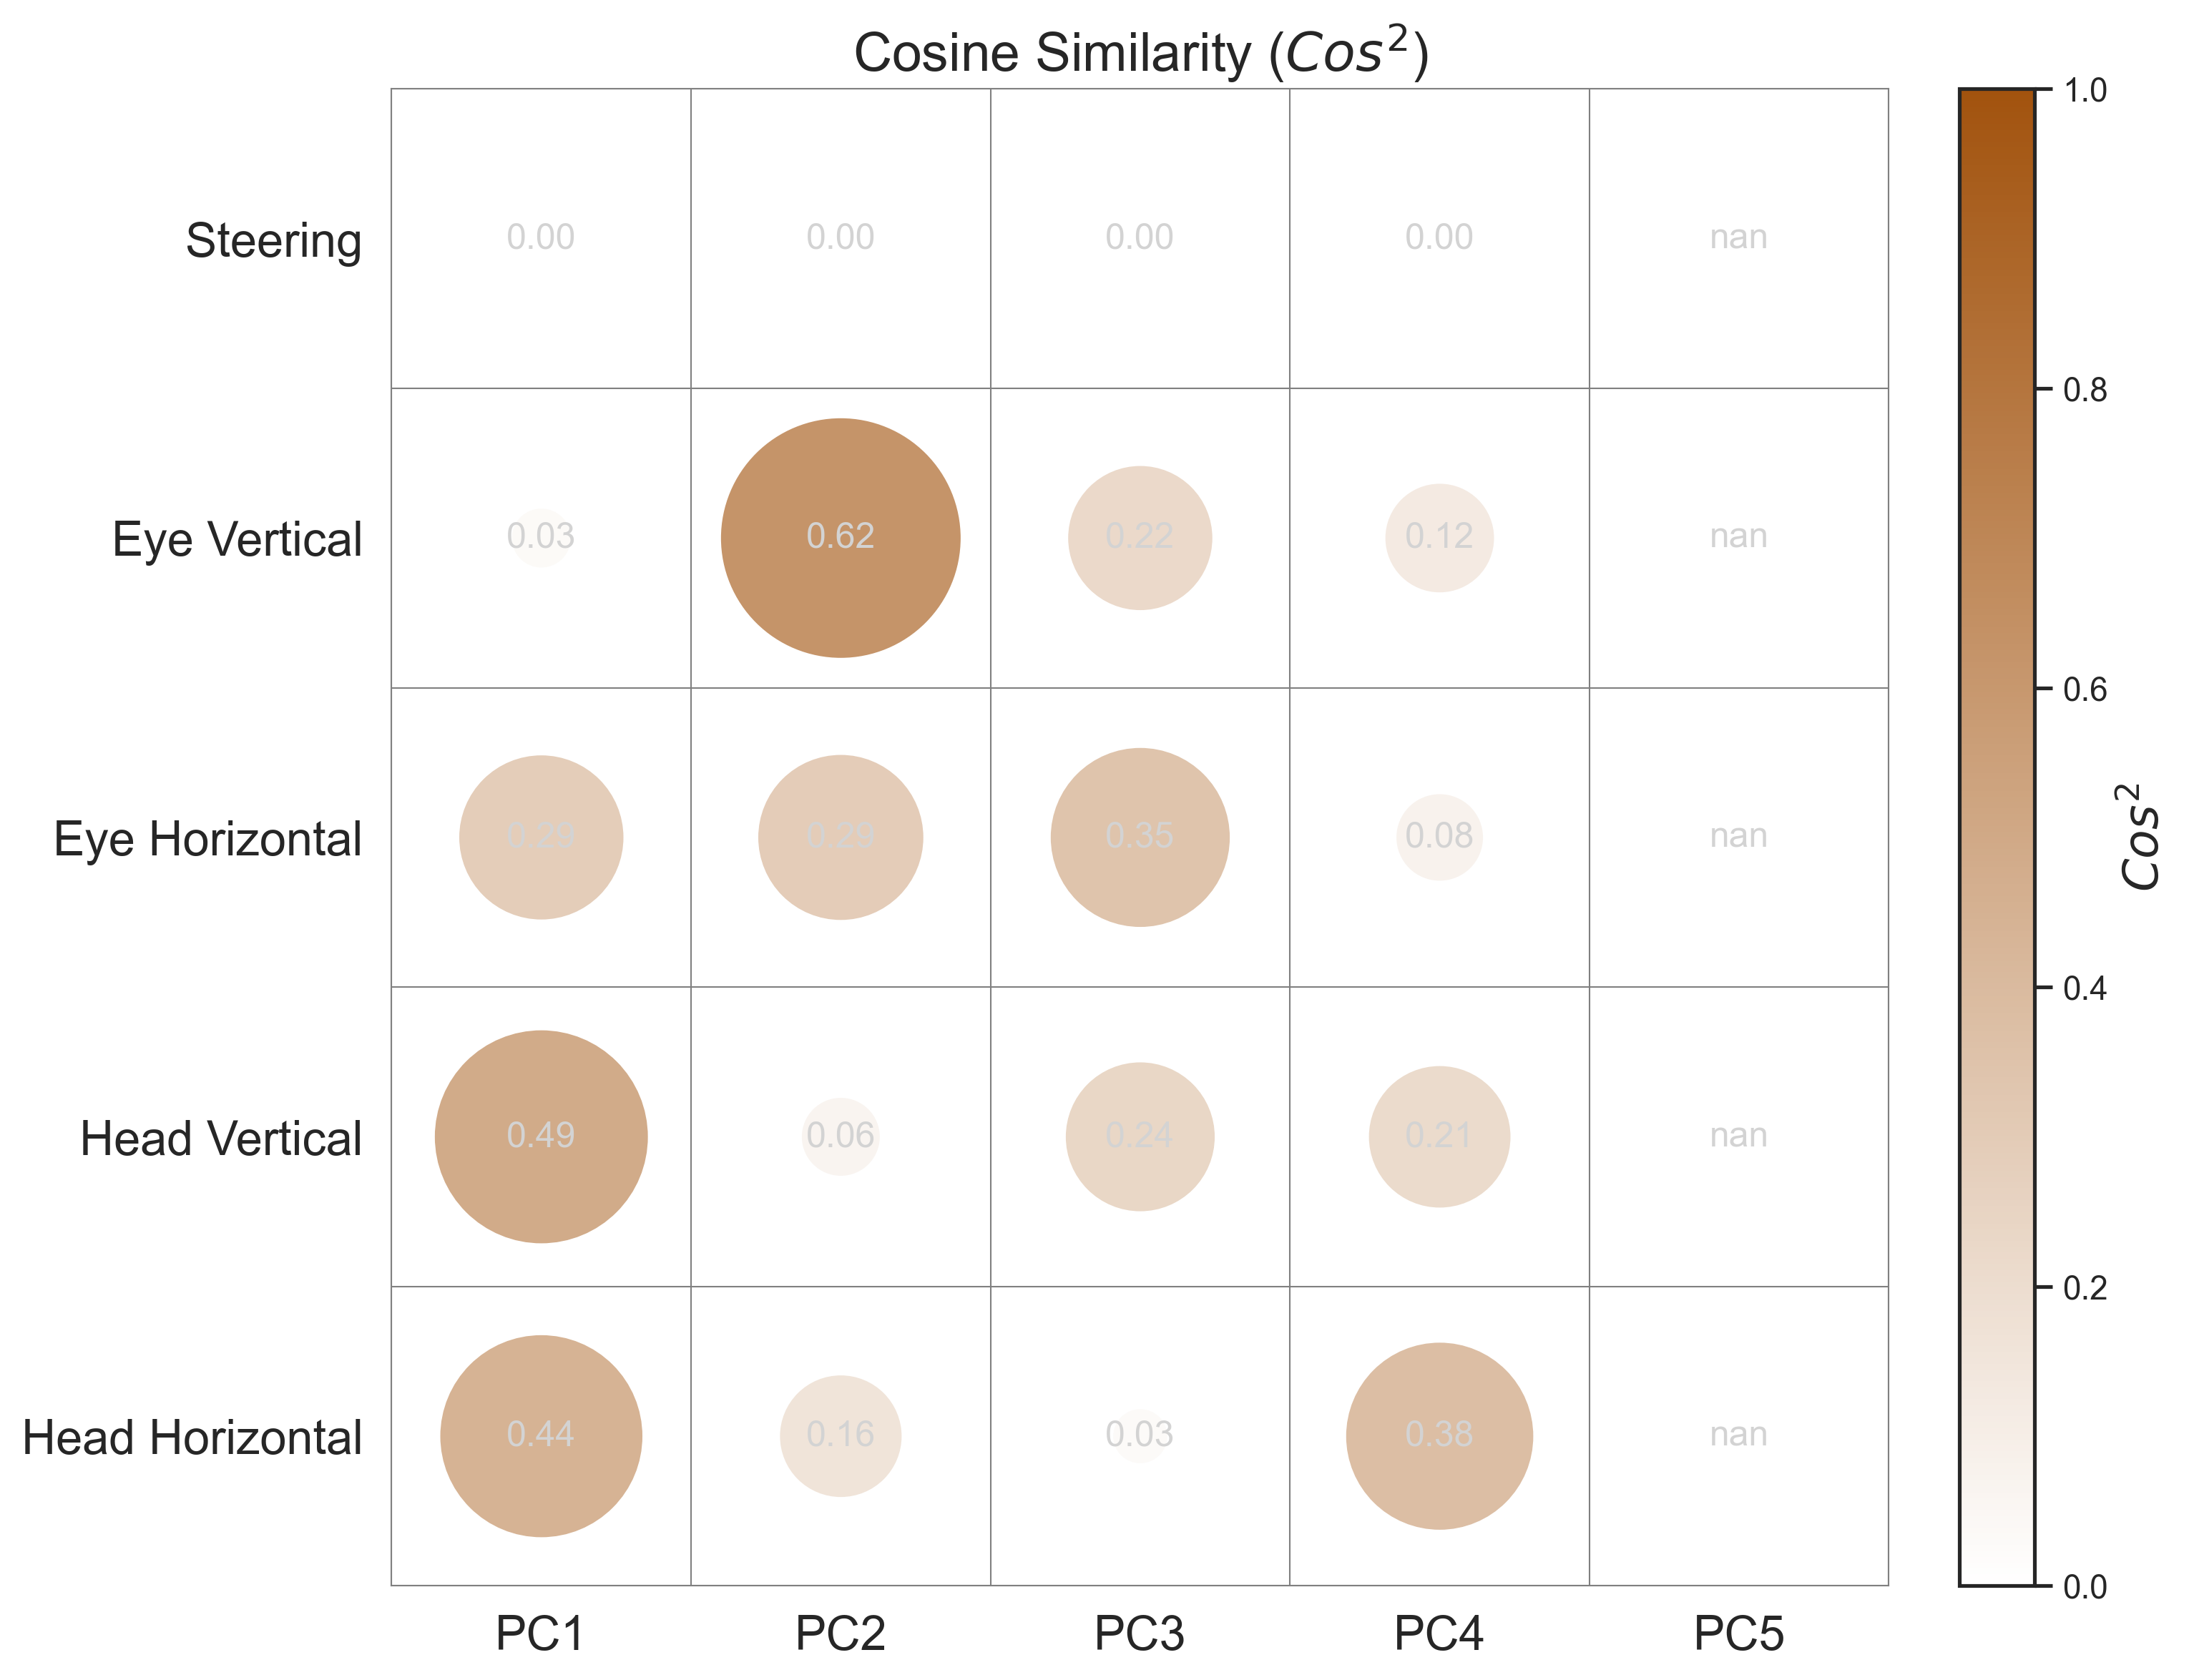 Cosine Similarity (Cos²)
Steering 0.00 0.00 0.00 0.00 nan
Eye Vertical 0.03 0.62 0.22 0.12 nan
Eye Horizontal 0.29 0.29 0.35 0.08 nan
Head Vertical 0.49 0.06 0.24 0.21 nan
Head Horizontal 0.44 0.16 0.03 0.38 nan
PC1 PC2 PC3 PC4 PC5
1.0
0.8
0.6
0.4
0.2
0.0
Cos²